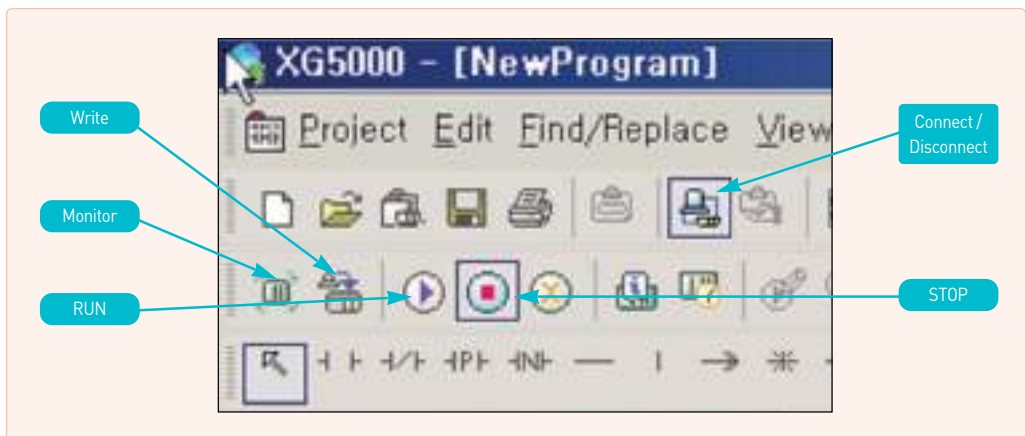 XG5000 - [NewProgram]
Write
Project Edit Find/Replace View
Connect /
Disconnect
Monitor
RUN
STOP